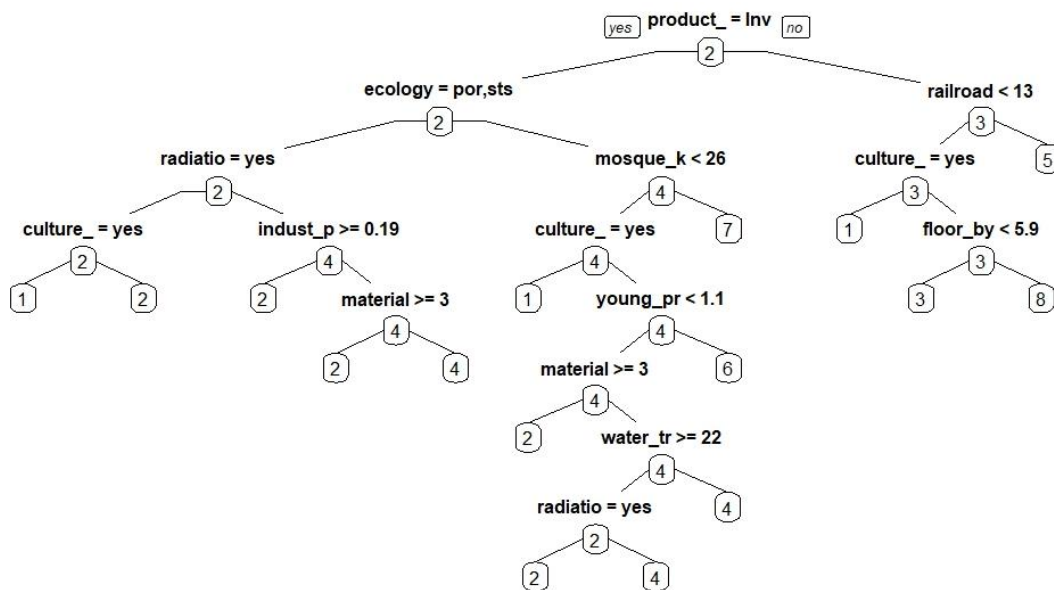 yes product_ = Inv no
2
ecology = por,sts railroad < 13
2 3
radiatio = yes mosque_k < 26 culture_ = yes 5
2 4 3
culture_ = yes indust_p >= 0.19 culture_ = yes 7 1 floor_by < 5.9
2 4 4 3
1 2 2 material >= 3 1 young_pr < 1.1 3 8
4 4
2 4 material >= 3 6
4
2 water_tr >= 22
4
radiatio = yes 4
2
2 4